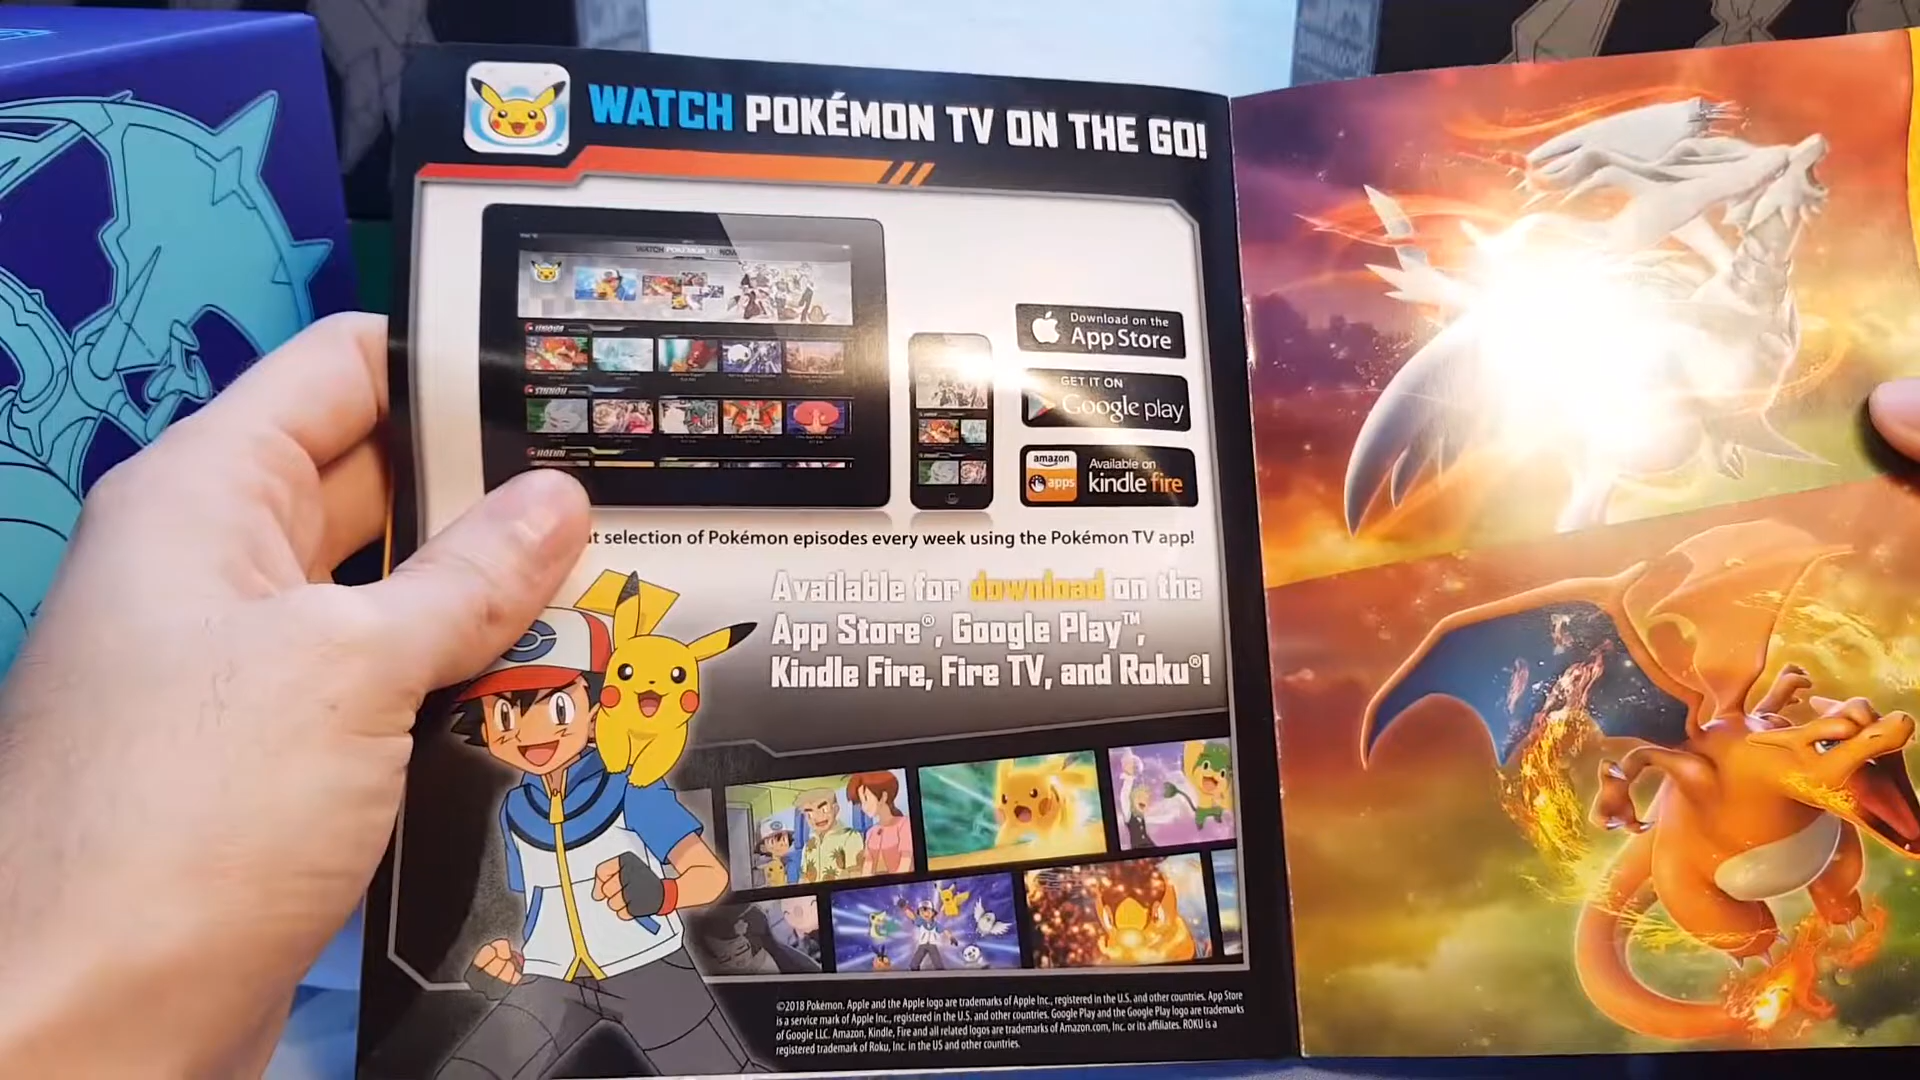 WATCH POKÉMON TV ON THE GO!
WATCH POKÉMON TV NOW
SINNOH
HOENN
Download on the
App Store
GET IT ON
Google play
amazon
apps
Available on
kindle fire
selection of Pokémon episodes every week using the Pokémon TV app!
Available for download on the
App Store®, Google Play™,
Kindle Fire, Fire TV, and Roku®!
©2018 Pokémon. Apple and the Apple logo are trademarks of Apple Inc., registered in the U.S. and other countries. App Store
is a service mark of Apple Inc., registered in the U.S. and other countries. Google Play and the Google Play logo are trademarks
of Google LLC. Amazon, Kindle, Fire and all related logos are trademarks of Amazon.com, Inc. or its affiliates. ROKU is a
registered trademark of Roku, Inc. in the US and other countries.